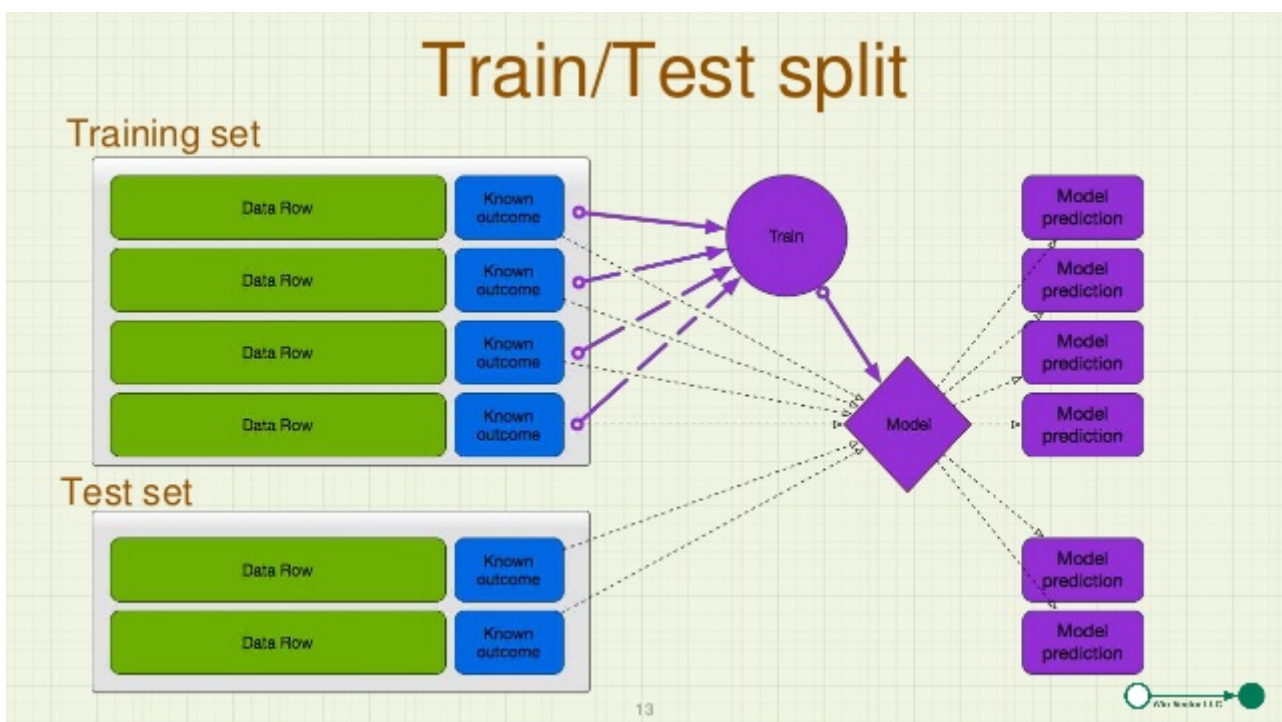 Train/Test split
Training set
Data Row
Known
outcome
Train
Model
prediction
Data Row
Known
outcome
Model
prediction
Data Row
Known
outcome
Model
prediction
Data Row
Known
outcome
Model
Model
prediction
Test set
Data Row
Known
outcome
Model
prediction
Data Row
Known
outcome
Model
prediction
13
LLC